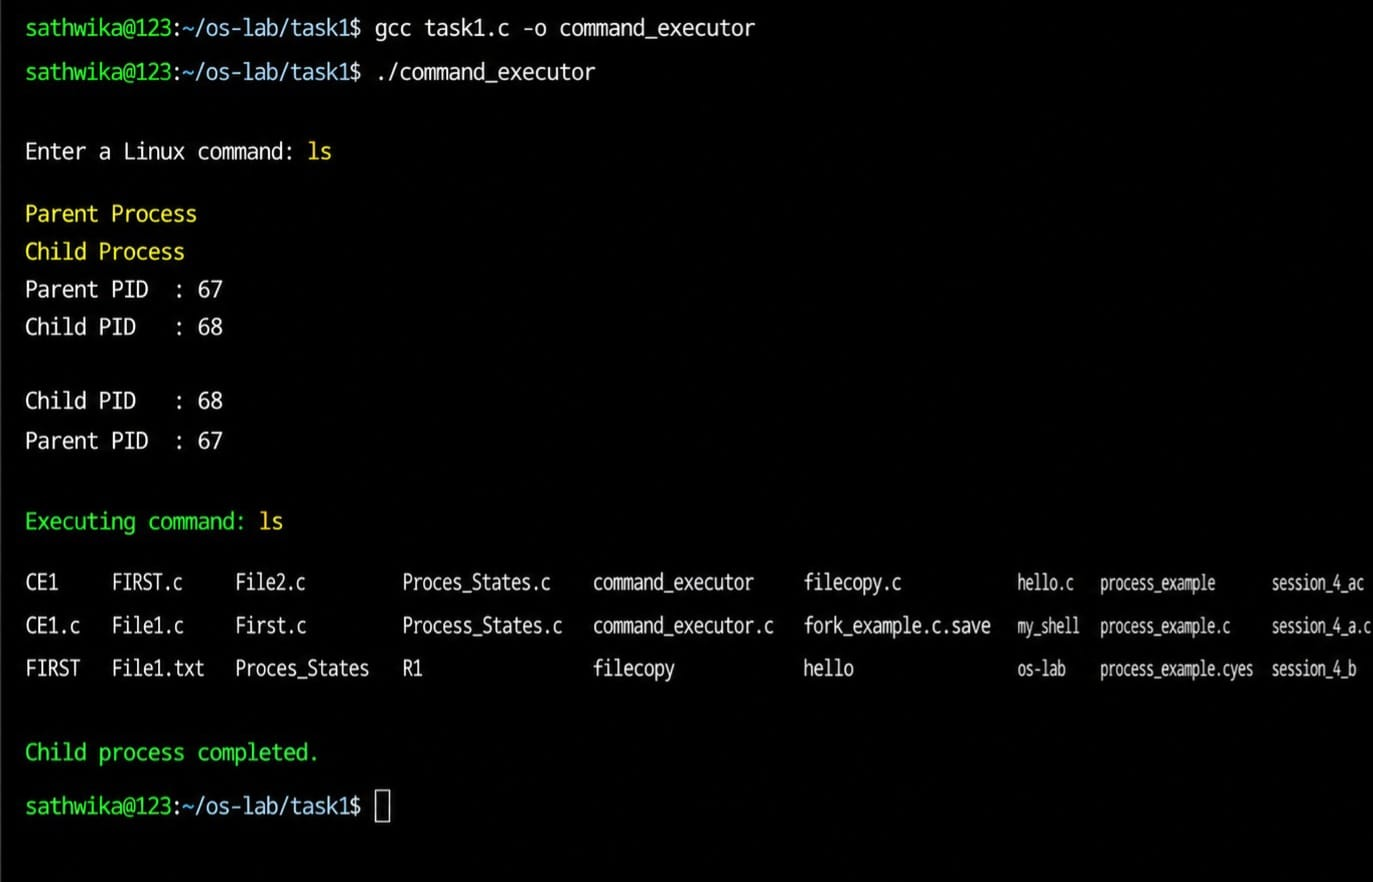 sathwika@123:~/os-lab/task1$ gcc task1.c -o command_executor
sathwika@123:~/os-lab/task1$ ./command_executor
Enter a Linux command: ls
Parent Process
Child Process
Parent PID  : 67
Child PID   : 68
Child PID   : 68
Parent PID  : 67
Executing command: ls
CE1 FIRST.c File2.c Proces_States.c command_executor filecopy.c hello.c process_example session_4_ac
CE1.c File1.c First.c Process_States.c command_executor.c fork_example.c.save my_shell process_example.c session_4_a.c
FIRST File1.txt Proces_States R1 filecopy hello os-lab process_example.cyes session_4_b
Child process completed.
sathwika@123:~/os-lab/task1$